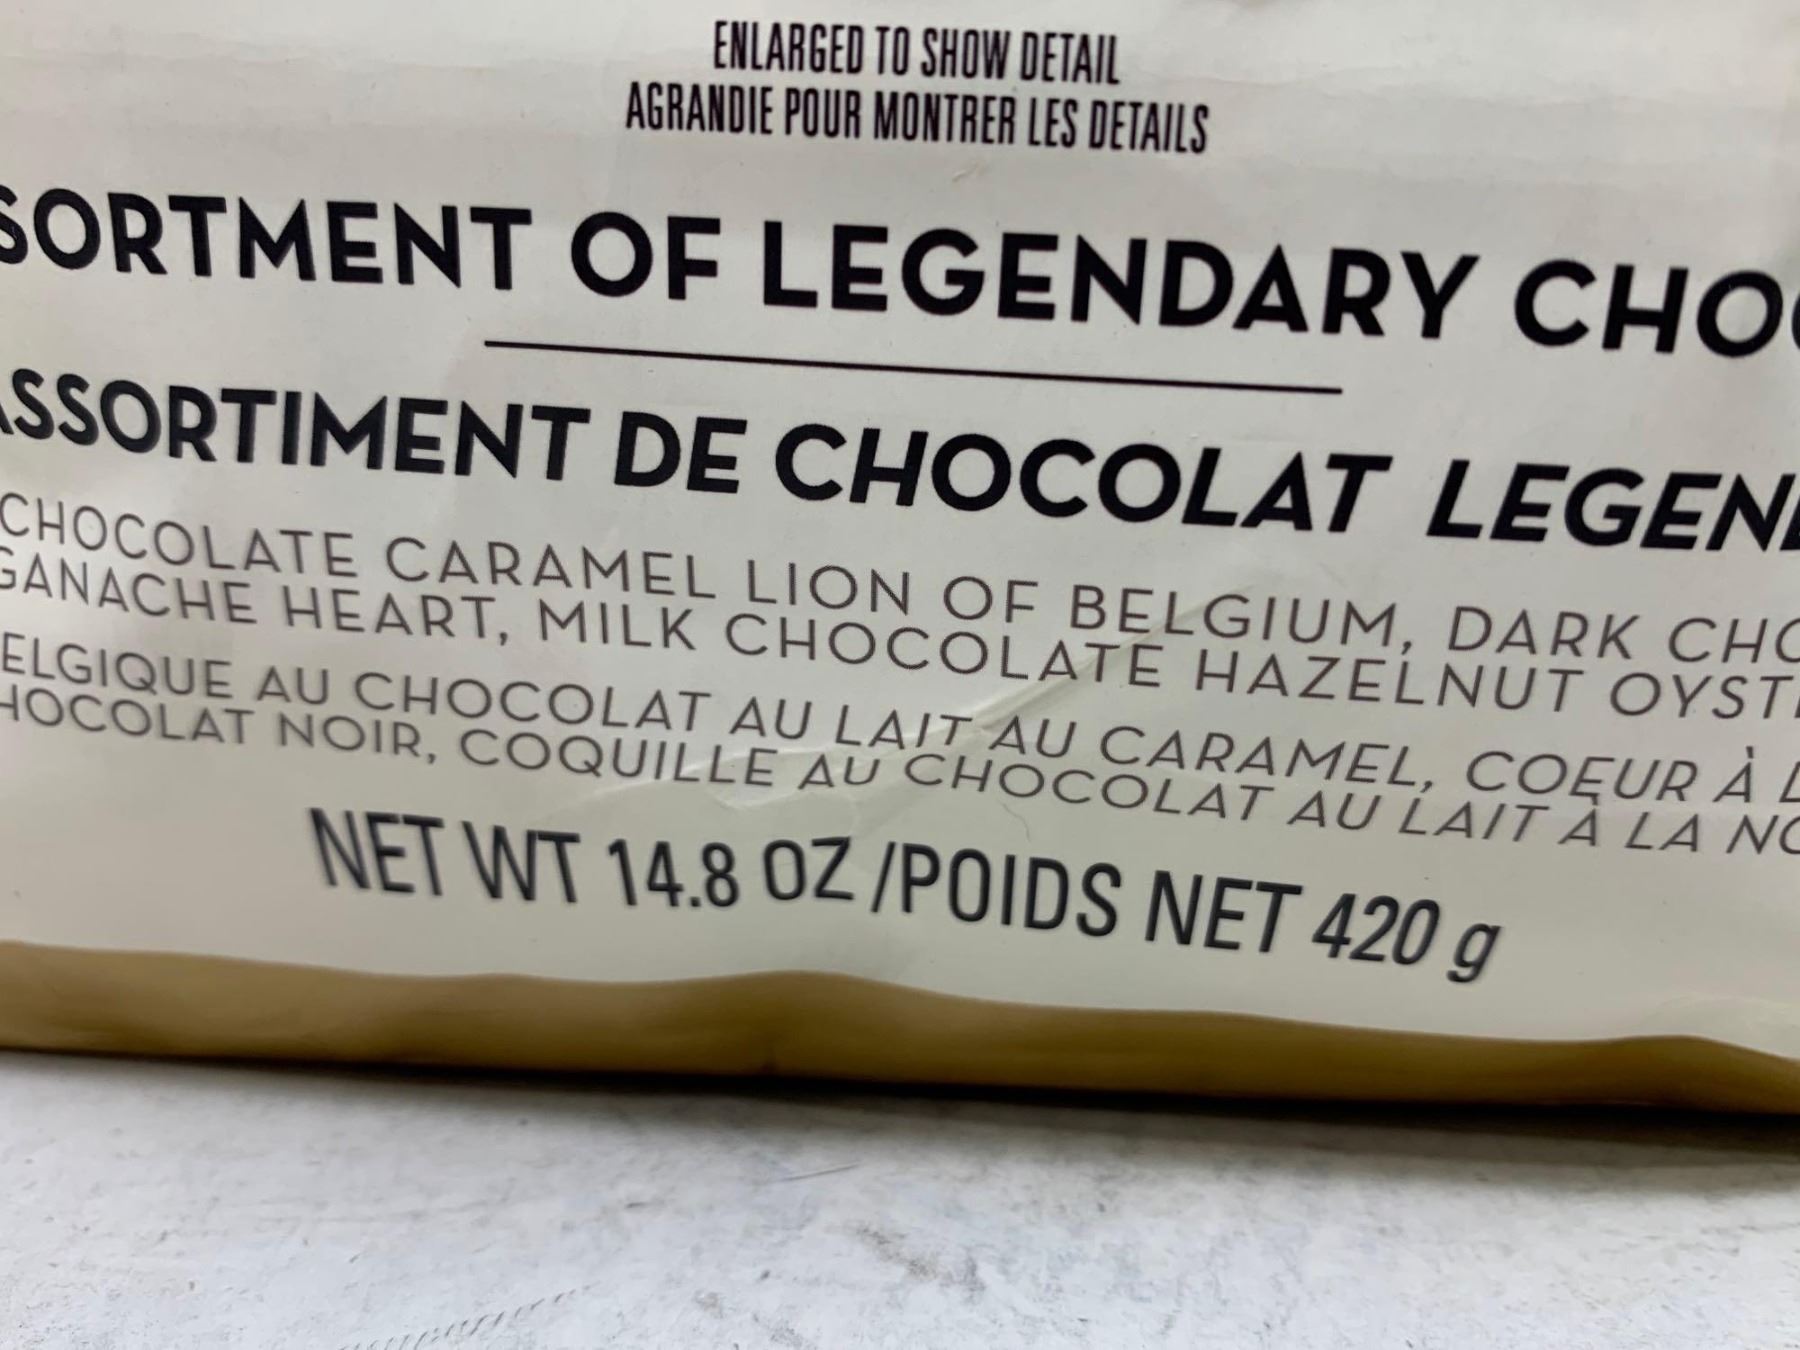 ENLARGED TO SHOW DETAIL
AGRANDIE POUR MONTRER LES DETAILS
SORTMENT OF LEGENDARY CHO
ASSORTIMENT DE CHOCOLAT LEGEN
CHOCOLATE CARAMEL LION OF BELGIUM, DARK CHO
GANACHE HEART, MILK CHOCOLATE HAZELNUT OYST
ELGIQUE AU CHOCOLAT AU LAIT AU CARAMEL, COEUR À L
HOCOLAT NOIR, COQUILLE AU CHOCOLAT AU LAIT À LA NO
NET WT 14.8 OZ /POIDS NET 420 g